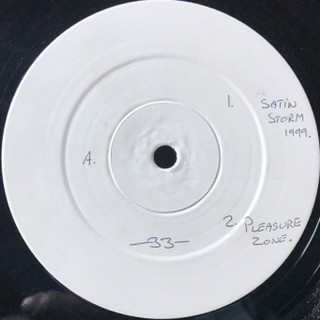 1. SATIN
STORM
1999.
A.
2. PLEASURE
ZONE.
—33—